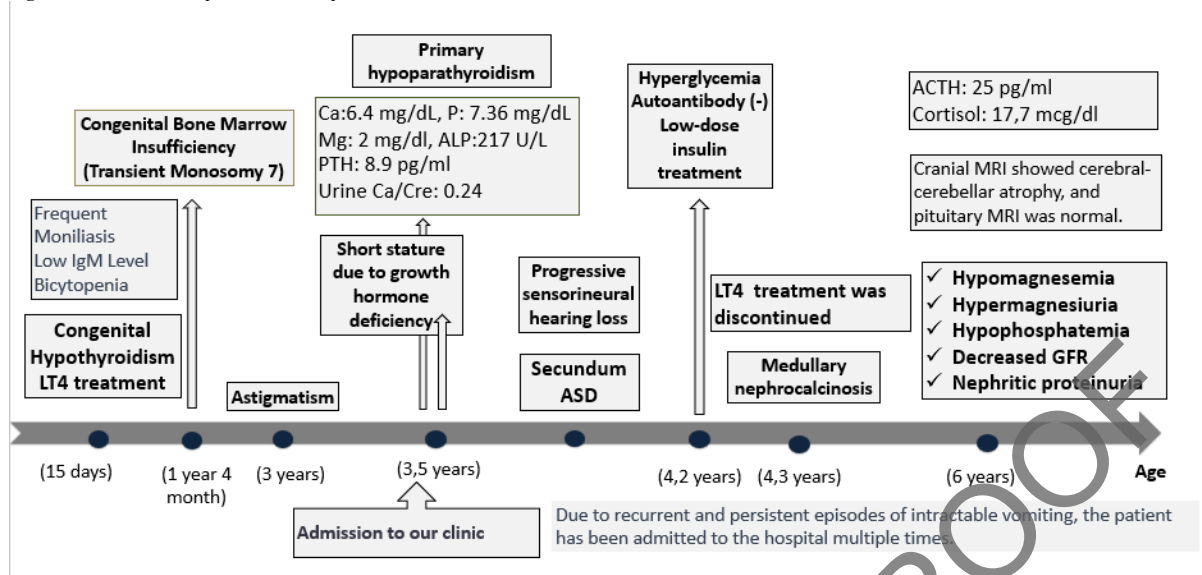 Congenital Bone Marrow
Insufficiency
(Transient Monosomy 7)
Frequent
Moniliasis
Low IgM Level
Bicytopenia
Congenital
Hypothyroidism
LT4 treatment
Astigmatism
Primary
hypoparathyroidism
Ca:6.4 mg/dL, P: 7.36 mg/dL
Mg: 2 mg/dl, ALP:217 U/L
PTH: 8.9 pg/ml
Urine Ca/Cre: 0.24
Short stature
due to growth
hormone
deficiency
Progressive
sensorineural
hearing loss
Secundum
ASD
Hyperglycemia
Autoantibody (-)
Low-dose
insulin
treatment
LT4 treatment was
discontinued
Medullary
nephrocalcinosis
ACTH: 25 pg/ml
Cortisol: 17,7 mcg/dl
Cranial MRI showed cerebral-
cerebellar atrophy, and
pituitary MRI was normal.
✓ Hypomagnesemia
✓ Hypermagnesiuria
✓ Hypophosphatemia
✓ Decreased GFR
✓ Nephritic proteinuria
(15 days)
(1 year 4
month)
(3 years)
(3,5 years)
(4,2 years)
(4,3 years)
(6 years)
Age
Admission to our clinic
Due to recurrent and persistent episodes of intractable vomiting, the patient
has been admitted to the hospital multiple times.
ROOF